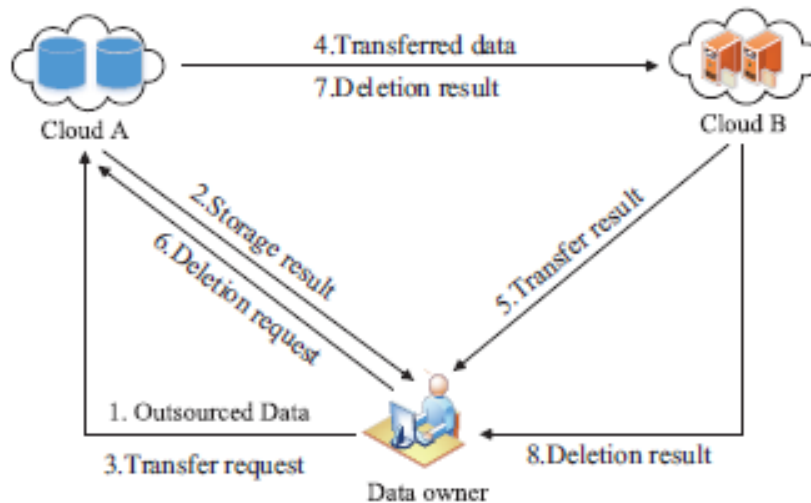 4.Transferred data
7.Deletion result
Cloud A
Cloud B
2.Storage result
6.Deletion request
5.Transfer result
1. Outsourced Data
3.Transfer request
8.Deletion result
Data owner